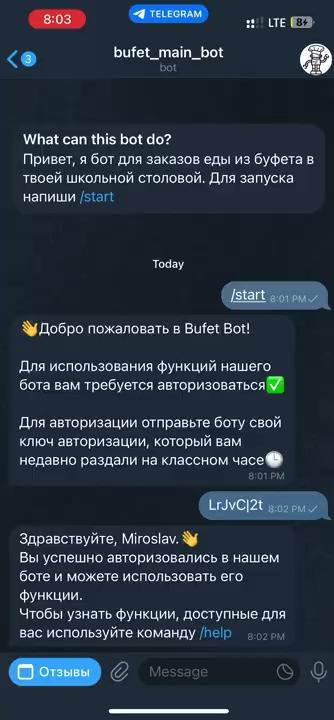 8:03
TELEGRAM
LTE 8
3
bufet_main_bot
bot
What can this bot do?
Привет, я бот для заказов еды из буфета в
твоей школьной столовой. Для запуска
напиши /start
Today
/start 8:01 PM
👋Добро пожаловать в Bufet Bot!
Для использования функций нашего
бота вам требуется авторизоваться✅
Для авторизации отправьте боту свой
ключ авторизации, который вам
недавно раздали на классном часе🕒
8:01 PM
LrJvC|2t 8:02 PM
Здравствуйте, Miroslav.👋
Вы успешно авторизовались в нашем
боте и можете использовать его
функции.
Чтобы узнать функции, доступные для
вас используйте команду /help 8:02 PM
Отзывы
Message